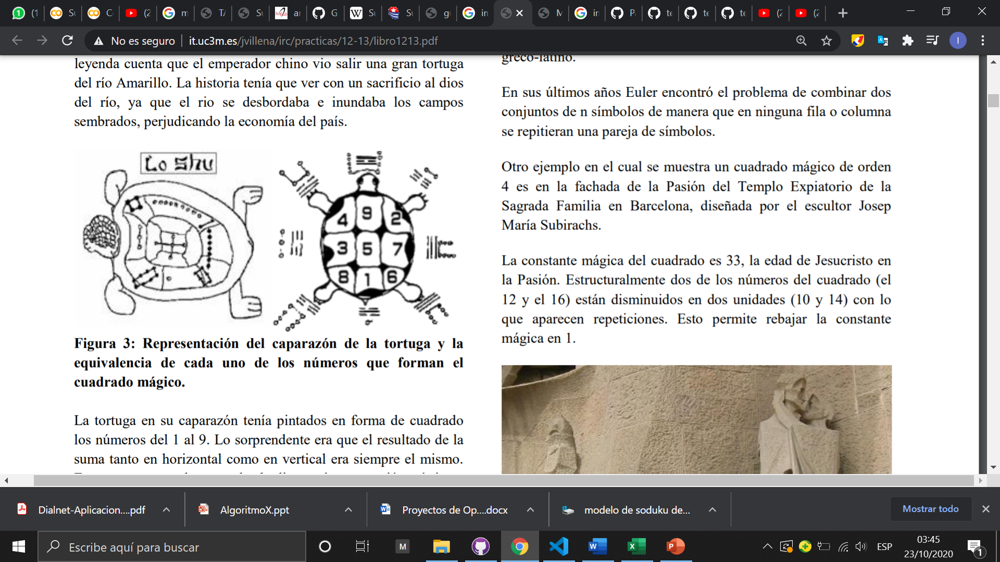 (1
Su
C
(2
m
TA
Su
ar
G
Su
Su
g
in
M
in
P
te
te
te
(2
(2
No es seguro
it.uc3m.es/jvillena/irc/practicas/12-13/libro1213.pdf
I
leyenda cuenta que el emperador chino vio salir una gran tortuga
del río Amarillo. La historia tenía que ver con un sacrificio al dios
del río, ya que el rio se desbordaba e inundaba los campos
sembrados, perjudicando la economía del país.
Lo Shu
4 9 2
3 5 7
8 1 6
Figura 3: Representación del caparazón de la tortuga y la
equivalencia de cada uno de los números que forman el
cuadrado mágico.
La tortuga en su caparazón tenía pintados en forma de cuadrado
los números del 1 al 9. Lo sorprendente era que el resultado de la
suma tanto en horizontal como en vertical era siempre el mismo.
greco-latino.
En sus últimos años Euler encontró el problema de combinar dos
conjuntos de n símbolos de manera que en ninguna fila o columna
se repitieran una pareja de símbolos.
Otro ejemplo en el cual se muestra un cuadrado mágico de orden
4 es en la fachada de la Pasión del Templo Expiatorio de la
Sagrada Familia en Barcelona, diseñada por el escultor Josep
María Subirachs.
La constante mágica del cuadrado es 33, la edad de Jesucristo en
la Pasión. Estructuralmente dos de los números del cuadrado (el
12 y el 16) están disminuidos en dos unidades (10 y 14) con lo
que aparecen repeticiones. Esto permite rebajar la constante
mágica en 1.
Dialnet-Aplicacion....pdf
AlgoritmoX.ppt
Proyectos de Op....docx
modelo de soduku de...
Mostrar todo
Escribe aquí para buscar
M
ESP
03:45
23/10/2020
1